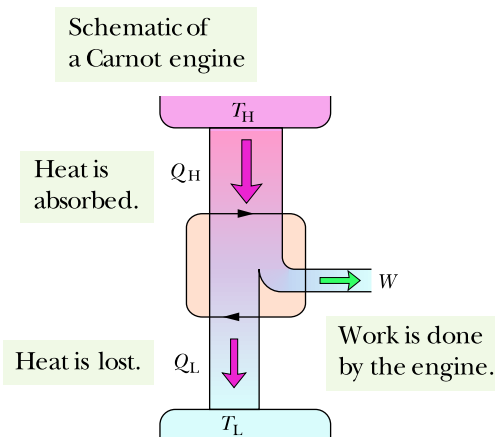 Schematic of
a Carnot engine
T_H
Heat is
absorbed.
Q_H
W
Work is done
by the engine.
Heat is lost.
Q_L
T_L